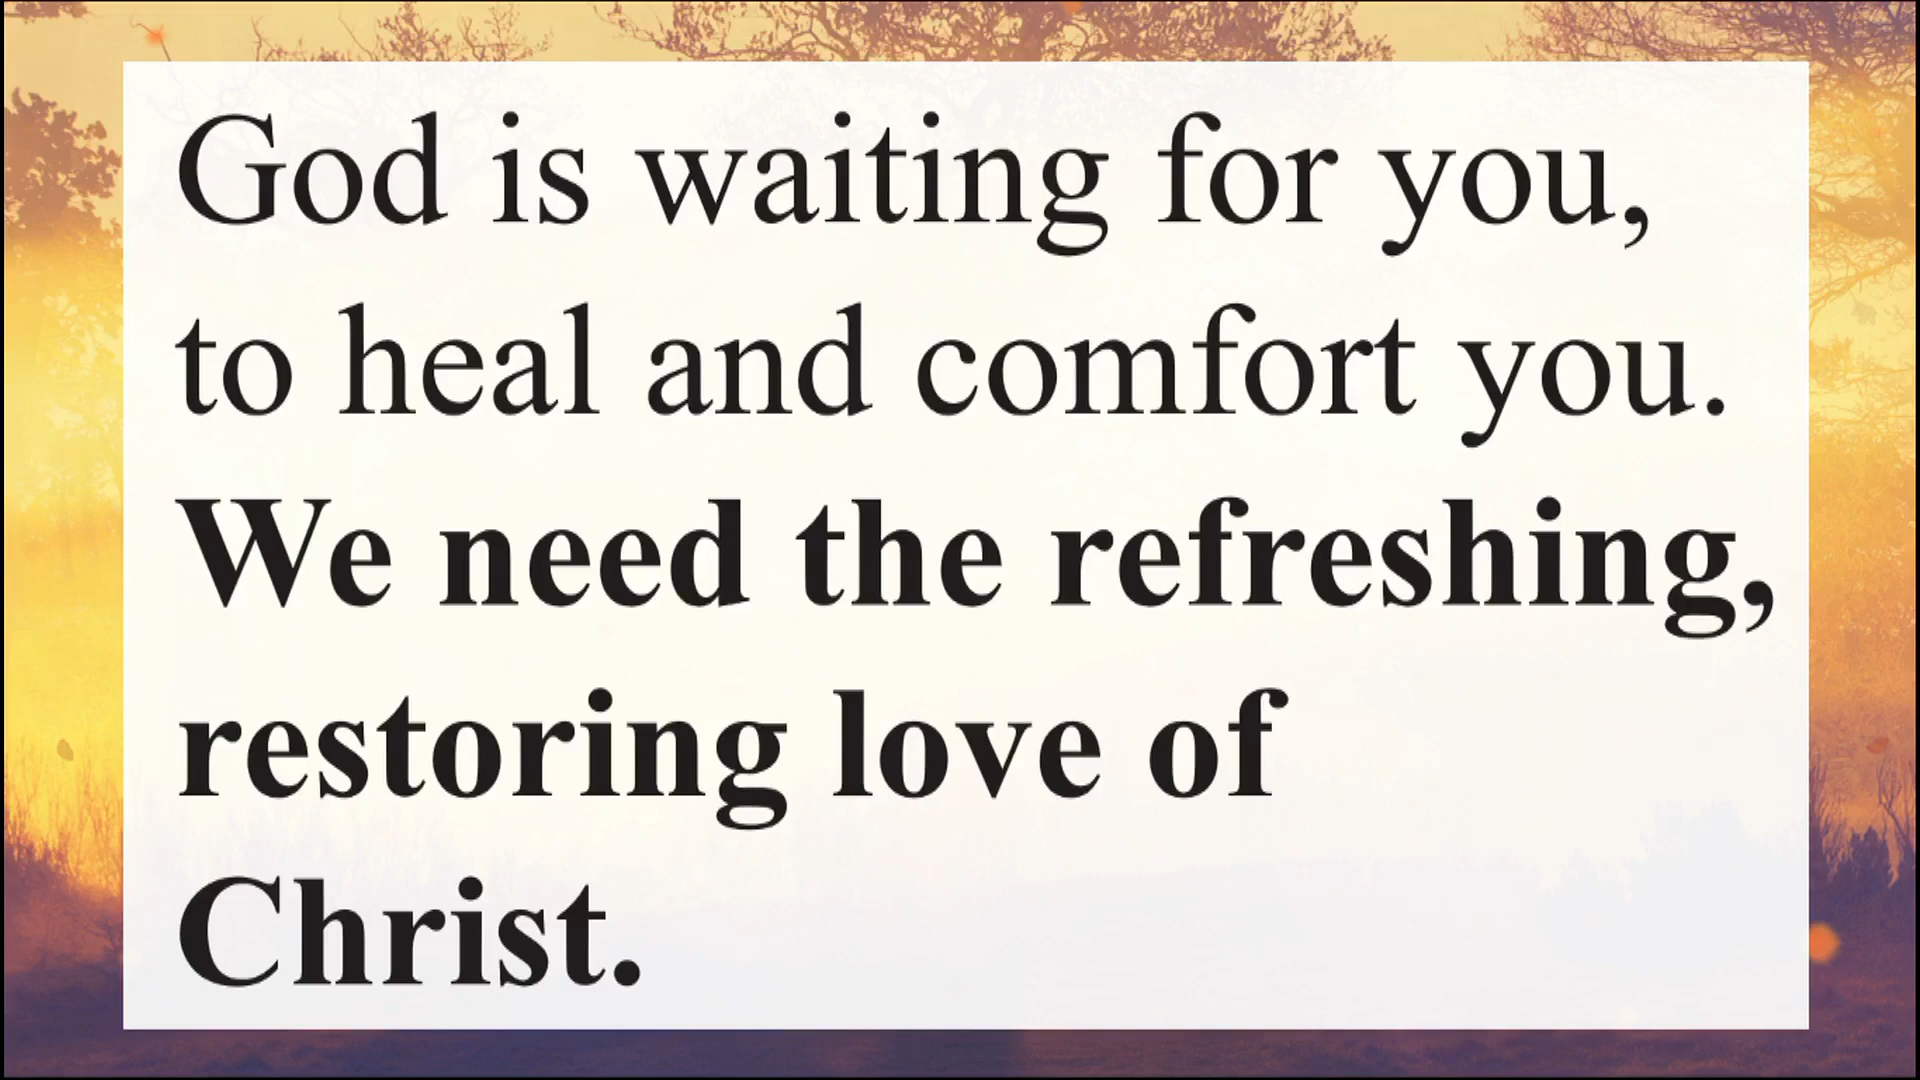 God is waiting for you,
to heal and comfort you.
We need the refreshing,
restoring love of
Christ.